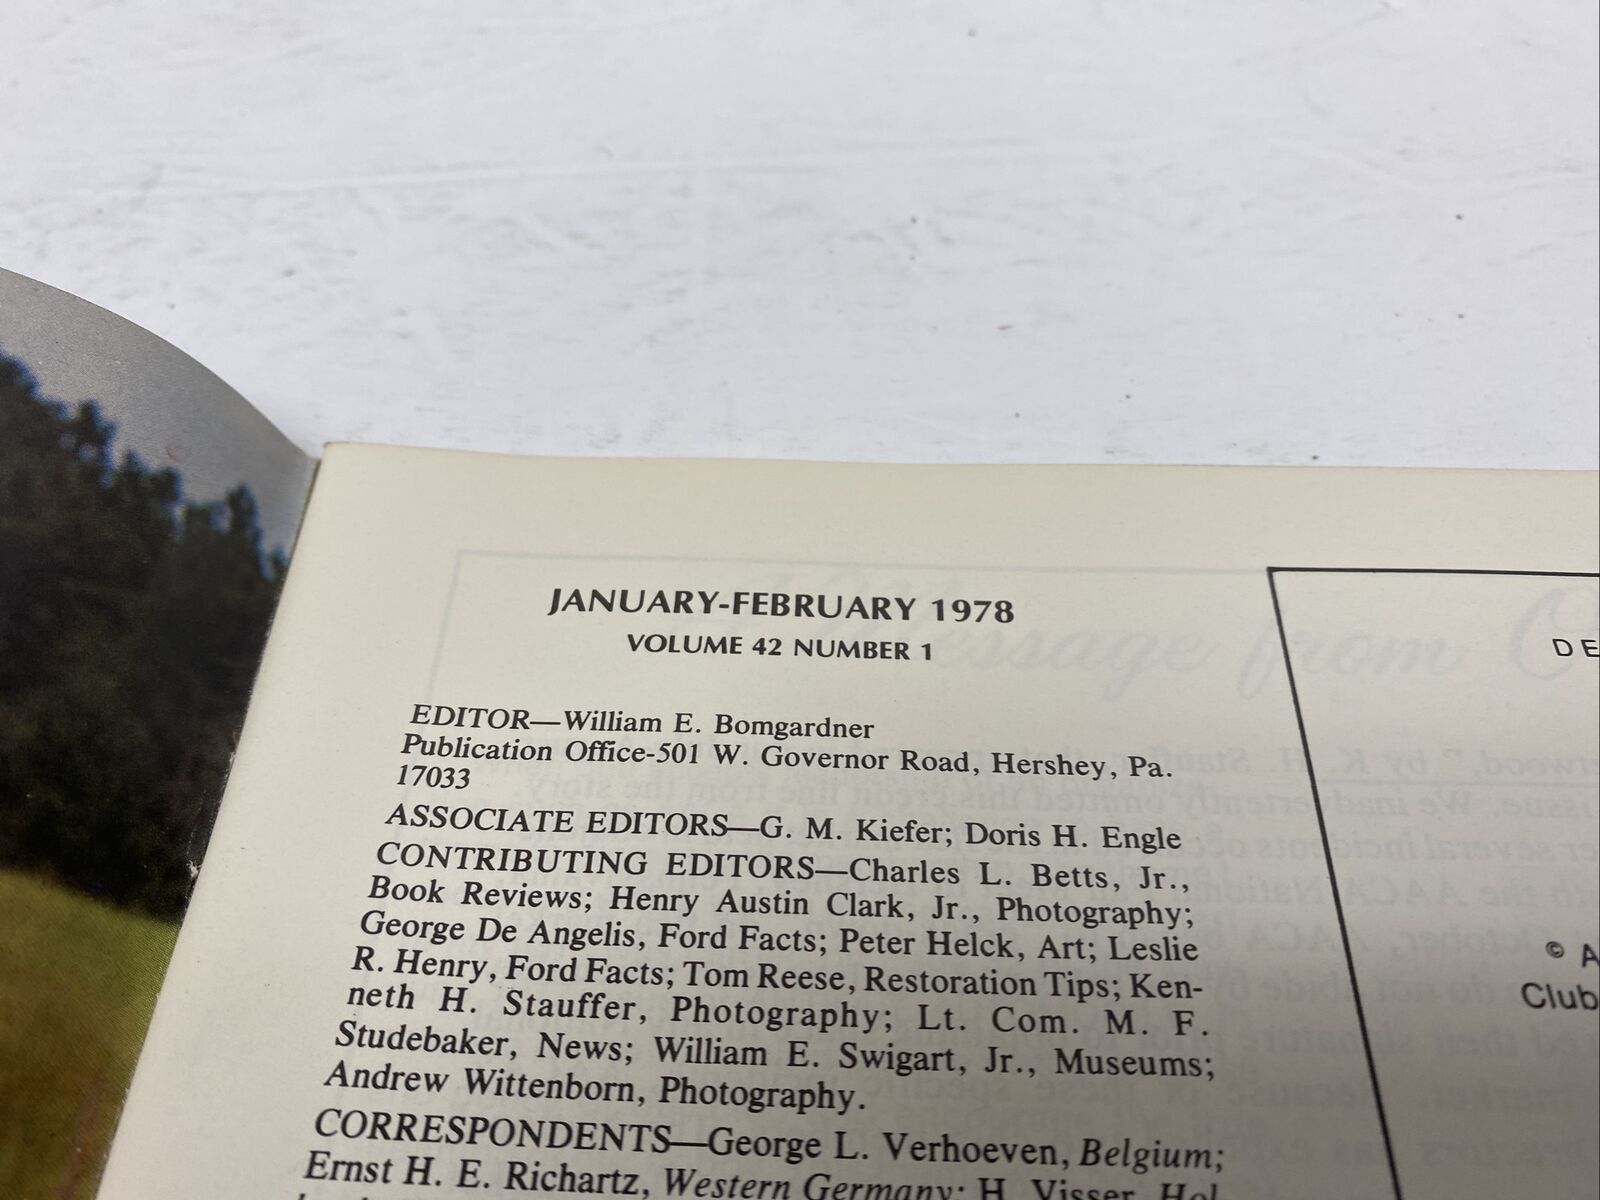 JANUARY-FEBRUARY 1978
VOLUME 42 NUMBER 1
EDITOR—William E. Bomgardner
Publication Office-501 W. Governor Road, Hershey, Pa.
17033
ASSOCIATE EDITORS—G. M. Kiefer; Doris H. Engle
CONTRIBUTING EDITORS—Charles L. Betts, Jr.,
Book Reviews; Henry Austin Clark, Jr., Photography;
George De Angelis, Ford Facts; Peter Helck, Art; Leslie
R. Henry, Ford Facts; Tom Reese, Restoration Tips; Ken-
neth H. Stauffer, Photography; Lt. Com. M. F.
Studebaker, News; William E. Swigart, Jr., Museums;
Andrew Wittenborn, Photography.
CORRESPONDENTS—George L. Verhoeven, Belgium;
Ernst H. E. Richartz, Western Germany; H. Visser, Hol
DE
© A
Club